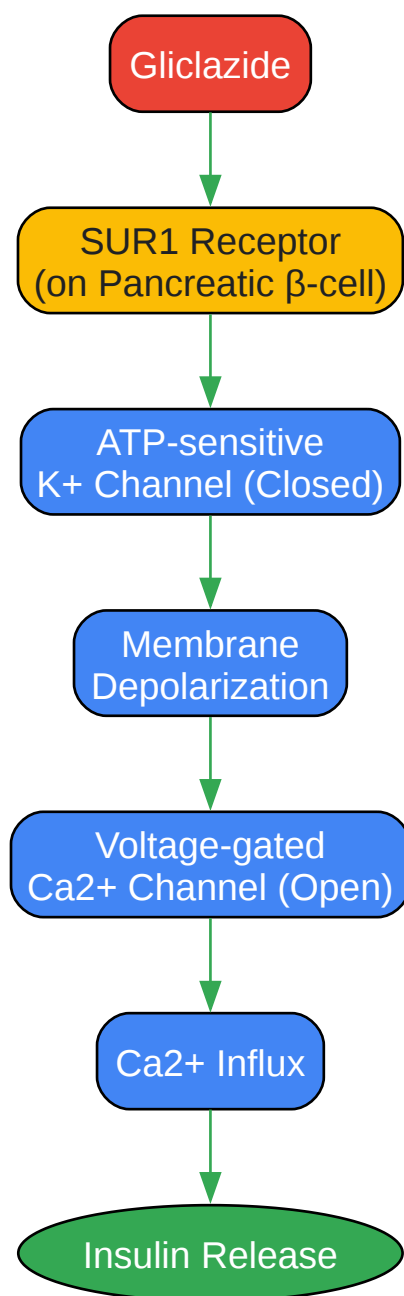 Gliclazide
SUR1 Receptor
(on Pancreatic β-cell)
ATP-sensitive
K+ Channel (Closed)
Membrane
Depolarization
Voltage-gated
Ca2+ Channel (Open)
Ca2+ Influx
Insulin Release